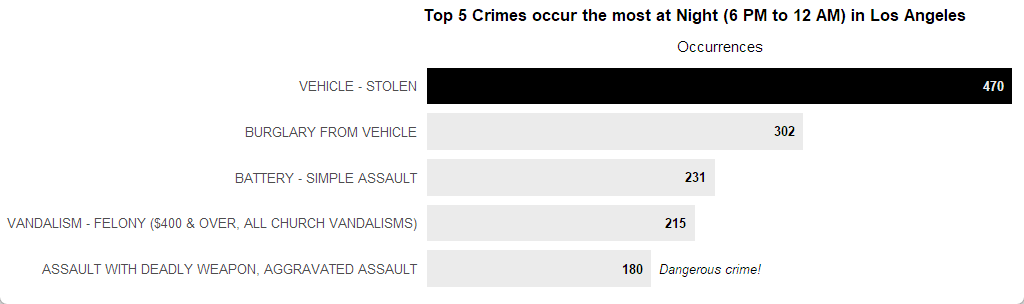 Top 5 Crimes occur the most at Night (6 PM to 12 AM) in Los Angeles
Occurrences
VEHICLE - STOLEN 470
BURGLARY FROM VEHICLE 302
BATTERY - SIMPLE ASSAULT 231
VANDALISM - FELONY ($400 & OVER, ALL CHURCH VANDALISMS) 215
ASSAULT WITH DEADLY WEAPON, AGGRAVATED ASSAULT 180 Dangerous crime!